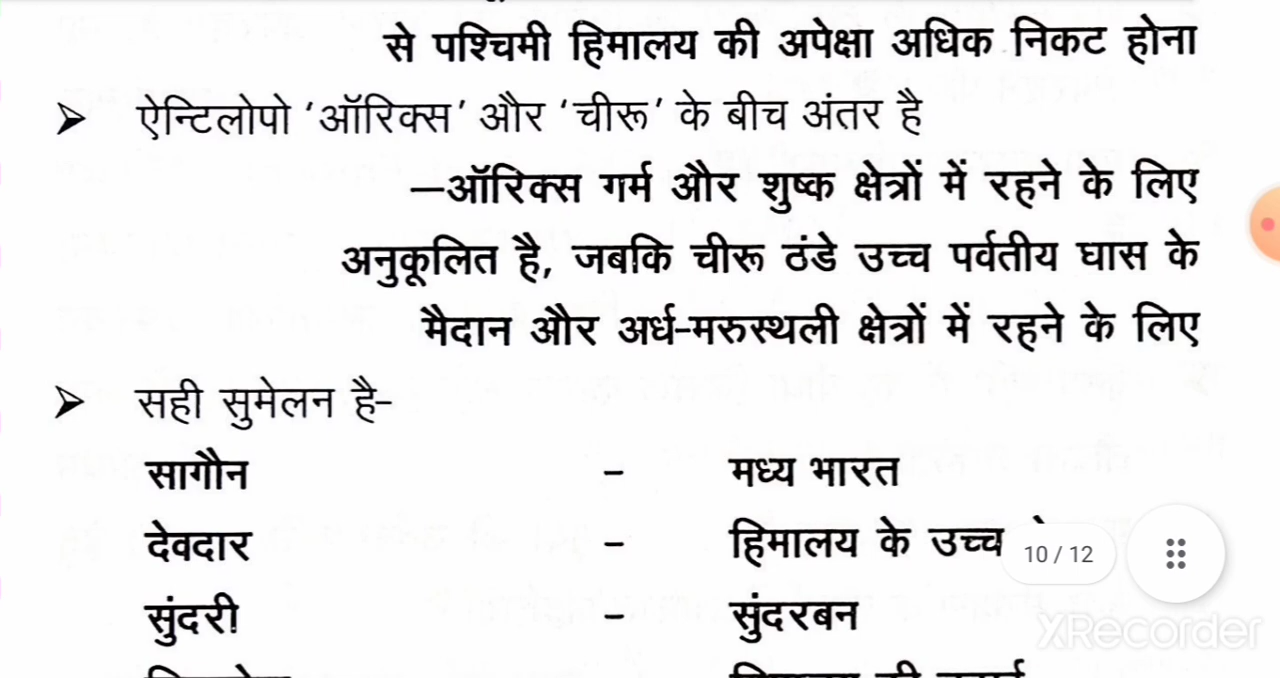 से पश्चिमी हिमालय की अपेक्षा अधिक निकट होना
➤ ऐन्टिलोपो 'ऑरिक्स' और 'चीरू' के बीच अंतर है
–ऑरिक्स गर्म और शुष्क क्षेत्रों में रहने के लिए
अनुकूलित है, जबकि चीरू ठंडे उच्च पर्वतीय घास के
मैदान और अर्ध-मरुस्थली क्षेत्रों में रहने के लिए
➤ सही सुमेलन है-
सागौन – मध्य भारत
देवदार – हिमालय के उच्च
10 / 12
सुंदरी – सुंदरबन
XRecorder